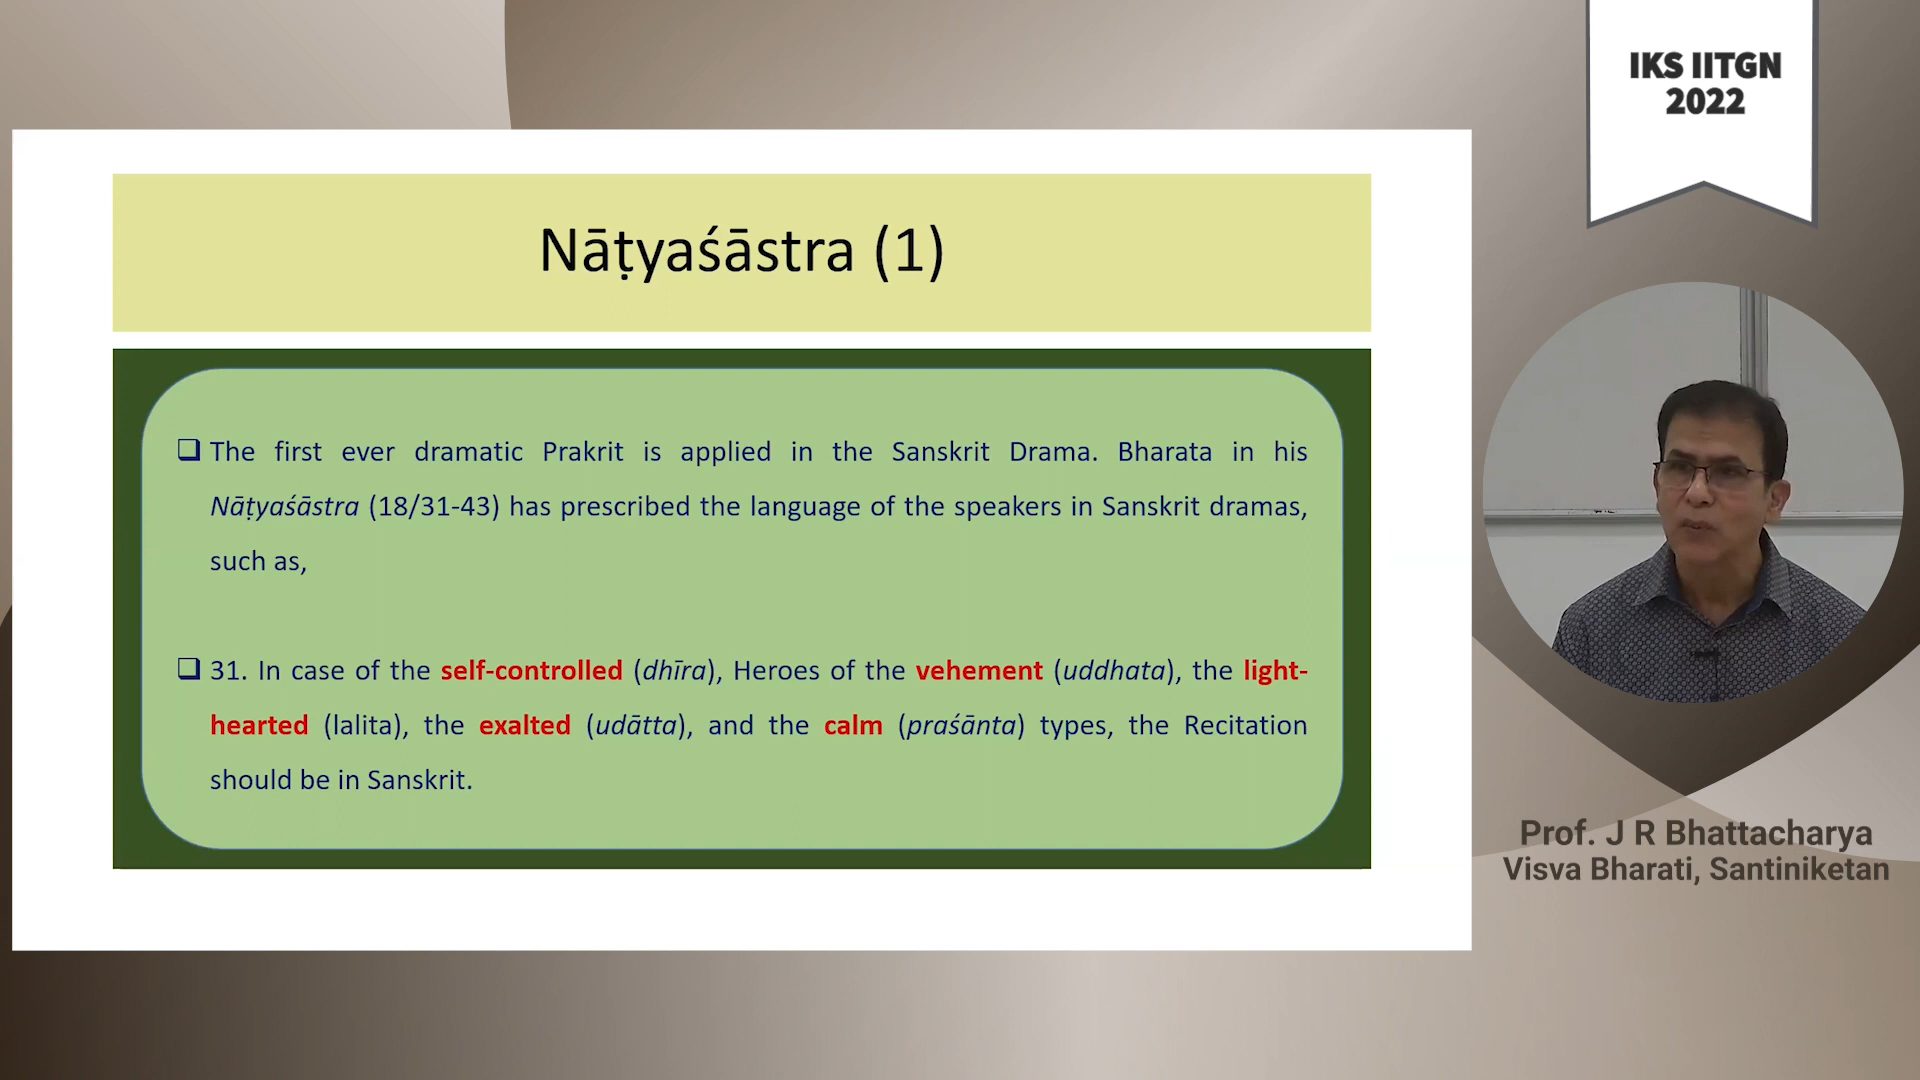 IKS IITGN
2022
Nāṭyaśāstra (1)
❑ The first ever dramatic Prakrit is applied in the Sanskrit Drama. Bharata in his
Nāṭyaśāstra (18/31-43) has prescribed the language of the speakers in Sanskrit dramas,
such as,
❑ 31. In case of the self-controlled (dhīra), Heroes of the vehement (uddhata), the light-
hearted (lalita), the exalted (udātta), and the calm (praśānta) types, the Recitation
should be in Sanskrit.
Prof. J R Bhattacharya
Visva Bharati, Santiniketan